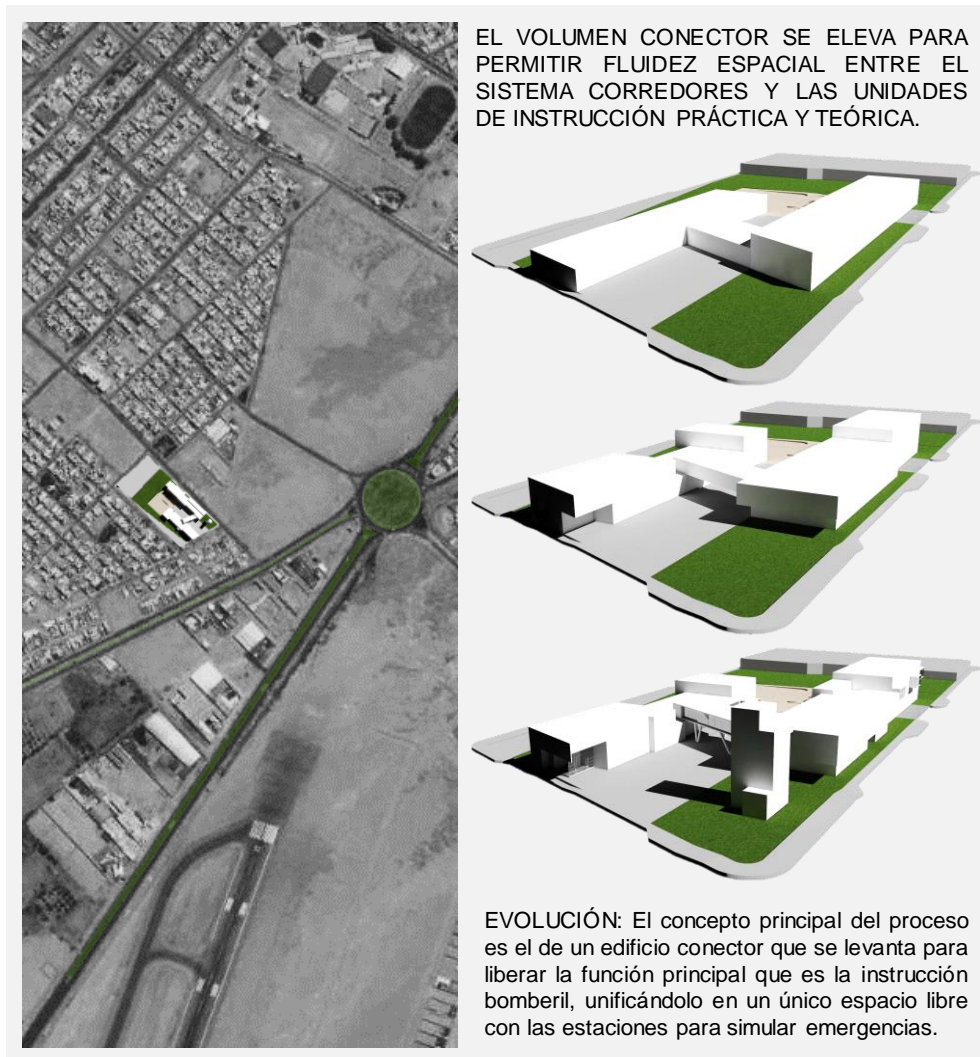 EL VOLUMEN CONECTOR SE ELEVA PARA
PERMITIR FLUIDEZ ESPACIAL ENTRE EL
SISTEMA CORREDORES Y LAS UNIDADES
DE INSTRUCCIÓN PRÁCTICA Y TEÓRICA.
EVOLUCIÓN: El concepto principal del proceso
es el de un edificio conector que se levanta para
liberar la función principal que es la instrucción
bomberil, unificándolo en un único espacio libre
con las estaciones para simular emergencias.